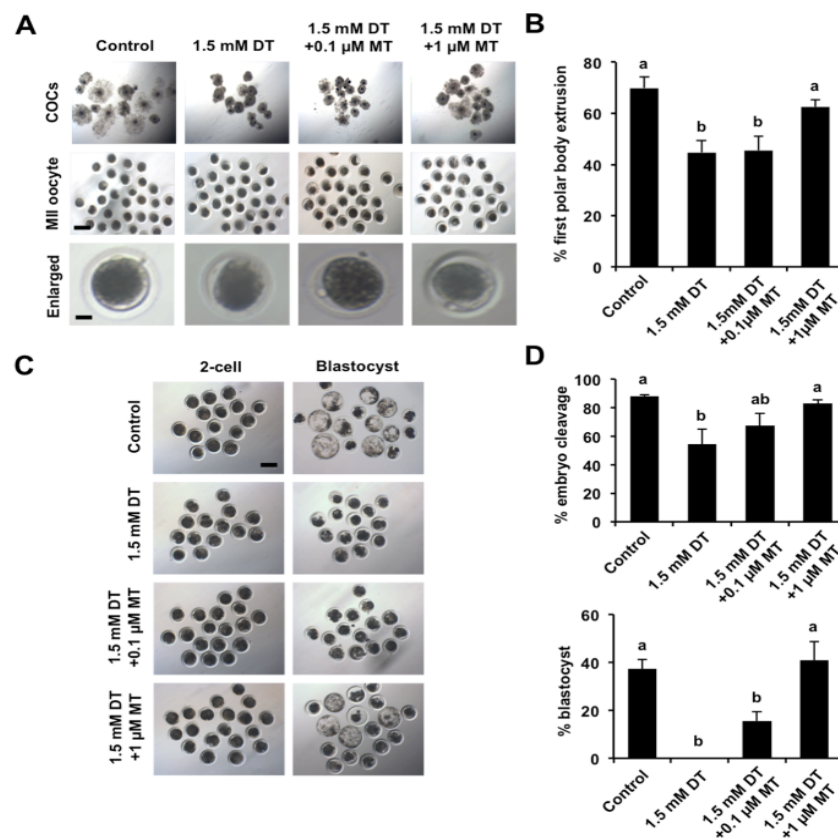 A
Control
1.5 mM DT
1.5 mM DT
+0.1 µM MT
1.5 mM DT
+1 µM MT
COCs
MII oocyte
Enlarged
B
% first polar body extrusion
80
60
40
20
0
a
b
b
a
Control
1.5 mM DT
1.5mM DT
+0.1µM MT
1.5mM DT
+1µM MT
C
2-cell
Blastocyst
Control
1.5 mM DT
1.5 mM DT
+0.1 µM MT
1.5 mM DT
+1 µM MT
D
% embryo cleavage
100
80
60
40
20
0
a
b
ab
a
Control
1.5 mM DT
1.5 mM DT
+0.1 µM MT
1.5 mM DT
+1 µM MT
% blastocyst
60
40
20
0
a
b
b
a
Control
1.5 mM DT
1.5 mM DT
+0.1 µM MT
1.5 mM DT
+1 µM MT